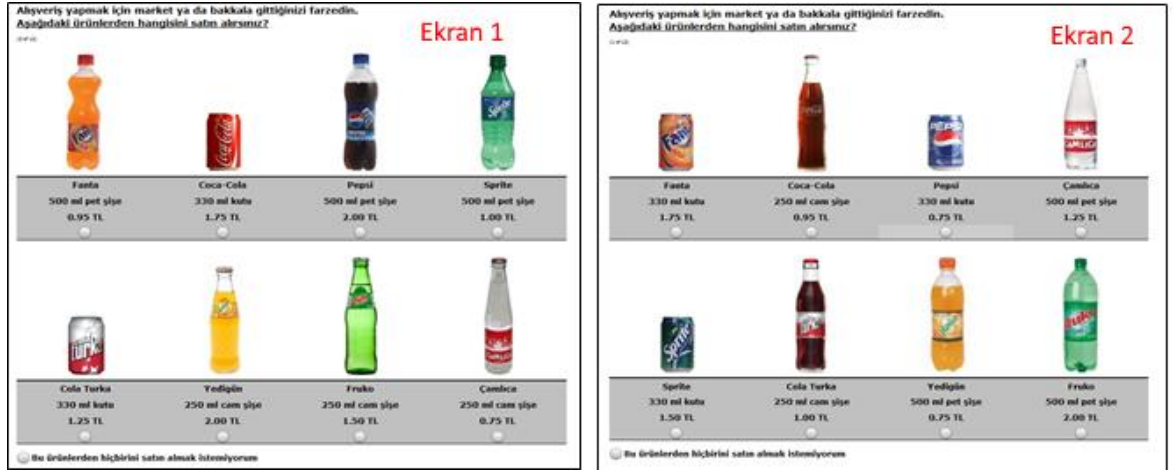 Alışveriş yapmak için market ya da bakkala gittiğinizi farzedin.
Aşağıdaki ürünlerden hangisini satın alırsınız?
Ekran 1
Fanta Coca-Cola Pepsi Sprite
500 ml pet şişe 330 ml kutu 500 ml pet şişe 500 ml pet şişe
0.95 TL 1.75 TL 2.00 TL 1.00 TL
Cola Turka Yedigün Fruko Çamlıca
330 ml kutu 250 ml cam şişe 250 ml cam şişe 250 ml cam şişe
1.25 TL 2.00 TL 1.50 TL 0.75 TL
Bu ürünlerden hiçbirini satın almak istemiyorum
Alışveriş yapmak için market ya da bakkala gittiğinizi farzedin.
Aşağıdaki ürünlerden hangisini satın alırsınız?
Ekran 2
Fanta Coca-Cola Pepsi Çamlıca
330 ml kutu 250 ml cam şişe 330 ml kutu 500 ml pet şişe
1.75 TL 0.95 TL 0.75 TL 1.25 TL
Sprite Cola Turka Yedigün Fruko
330 ml kutu 250 ml cam şişe 500 ml pet şişe 500 ml pet şişe
1.50 TL 1.00 TL 0.75 TL 2.00 TL
Bu ürünlerden hiçbirini satın almak istemiyorum